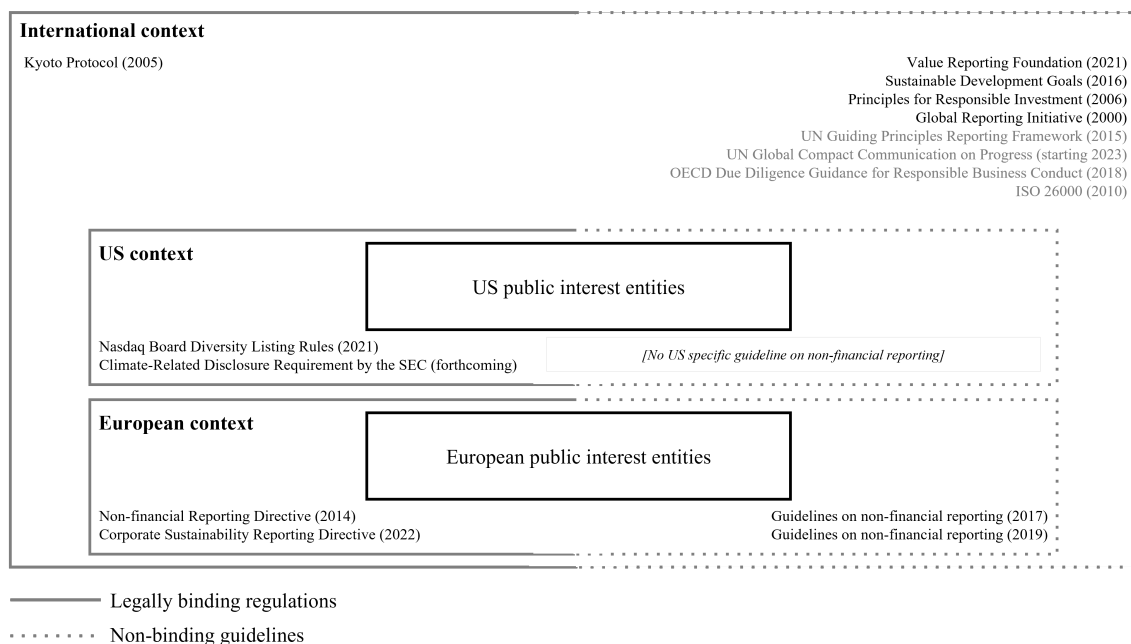 International context
Kyoto Protocol (2005)
Value Reporting Foundation (2021)
Sustainable Development Goals (2016)
Principles for Responsible Investment (2006)
Global Reporting Initiative (2000)
UN Guiding Principles Reporting Framework (2015)
UN Global Compact Communication on Progress (starting 2023)
OECD Due Diligence Guidance for Responsible Business Conduct (2018)
ISO 26000 (2010)
US context
US public interest entities
Nasdaq Board Diversity Listing Rules (2021)
Climate-Related Disclosure Requirement by the SEC (forthcoming)
[No US specific guideline on non-financial reporting]
European context
European public interest entities
Non-financial Reporting Directive (2014)
Corporate Sustainability Reporting Directive (2022)
Guidelines on non-financial reporting (2017)
Guidelines on non-financial reporting (2019)
Legally binding regulations
Non-binding guidelines